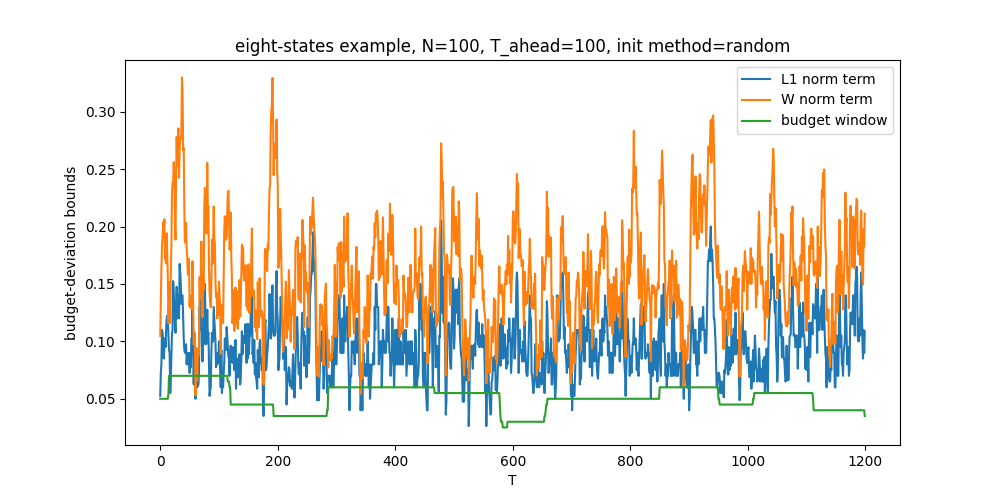 eight-states example, N=100, T_ahead=100, init method=random
L1 norm term
W norm term
budget window
budget-deviation bounds
0.30
0.25
0.20
0.15
0.10
0.05
0 200 400 600 800 1000 1200
T